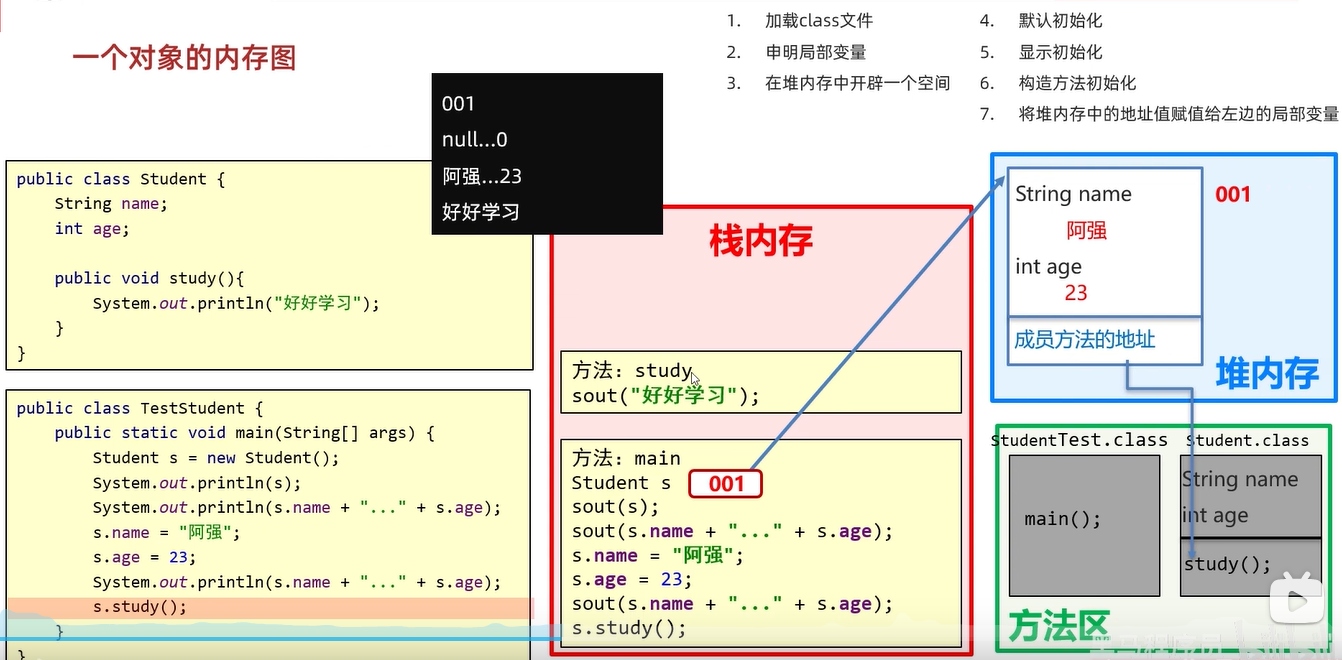 一个对象的内存图
1. 加载class文件
2. 申明局部变量
3. 在堆内存中开辟一个空间
4. 默认初始化
5. 显示初始化
6. 构造方法初始化
7. 将堆内存中的地址值赋值给左边的局部变量
001
null...0
阿强...23
好好学习
public class Student {
String name;
int age;
public void study(){
System.out.println("好好学习");
}
}
public class TestStudent {
public static void main(String[] args) {
Student s = new Student();
System.out.println(s);
System.out.println(s.name + "..." + s.age);
s.name = "阿强";
s.age = 23;
System.out.println(s.name + "..." + s.age);
s.study();
}
}
栈内存
方法：study
sout("好好学习");
方法：main
Student s 001
sout(s);
sout(s.name + "..." + s.age);
s.name = "阿强";
s.age = 23;
sout(s.name + "..." + s.age);
s.study();
String name
阿强
int age
23
成员方法的地址
001
堆内存
StudentTest.class
main();
Student.class
String name
int age
study();
方法区